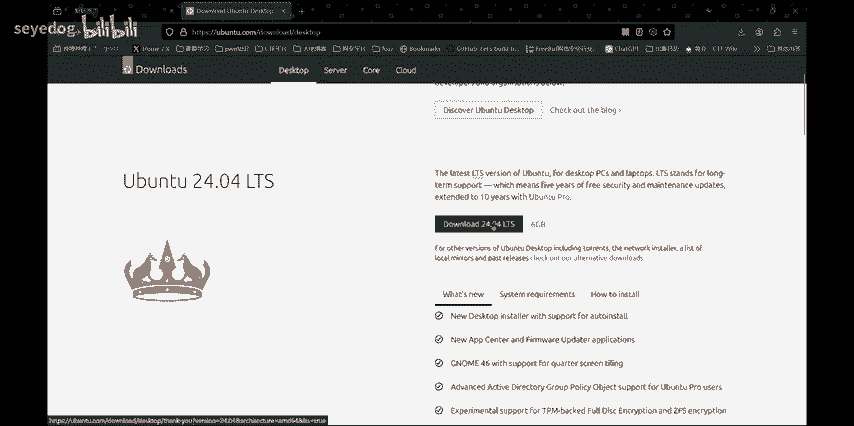 seyedog bilibili
Download Ubuntu Desktop
https://ubuntu.com/download/desktop
Bookmarks
ChatGPT
CTF Wiki
Downloads
Desktop Server Core Cloud
Discover Ubuntu Desktop Check out the blog ›
Ubuntu 24.04 LTS
The latest LTS version of Ubuntu, for desktop PCs and laptops. LTS stands for long-
term support — which means five years of free security and maintenance updates,
extended to 10 years with Ubuntu Pro.
Download 24.04 LTS 6GB
For other versions of Ubuntu Desktop including torrents, the network installer, a list of
local mirrors and past releases check out our alternative downloads
What's new System requirements How to install
New Desktop installer with support for autoinstall
New App Center and Firmware Updater applications
GNOME 46 with support for quarter screen tiling
Advanced Active Directory Group Policy Object support for Ubuntu Pro users
Experimental support for TPM-backed Full Disc Encryption and ZFS encryption
https://ubuntu.com/download/desktop/thank-you?version=24.04&architecture=amd64&lts=true